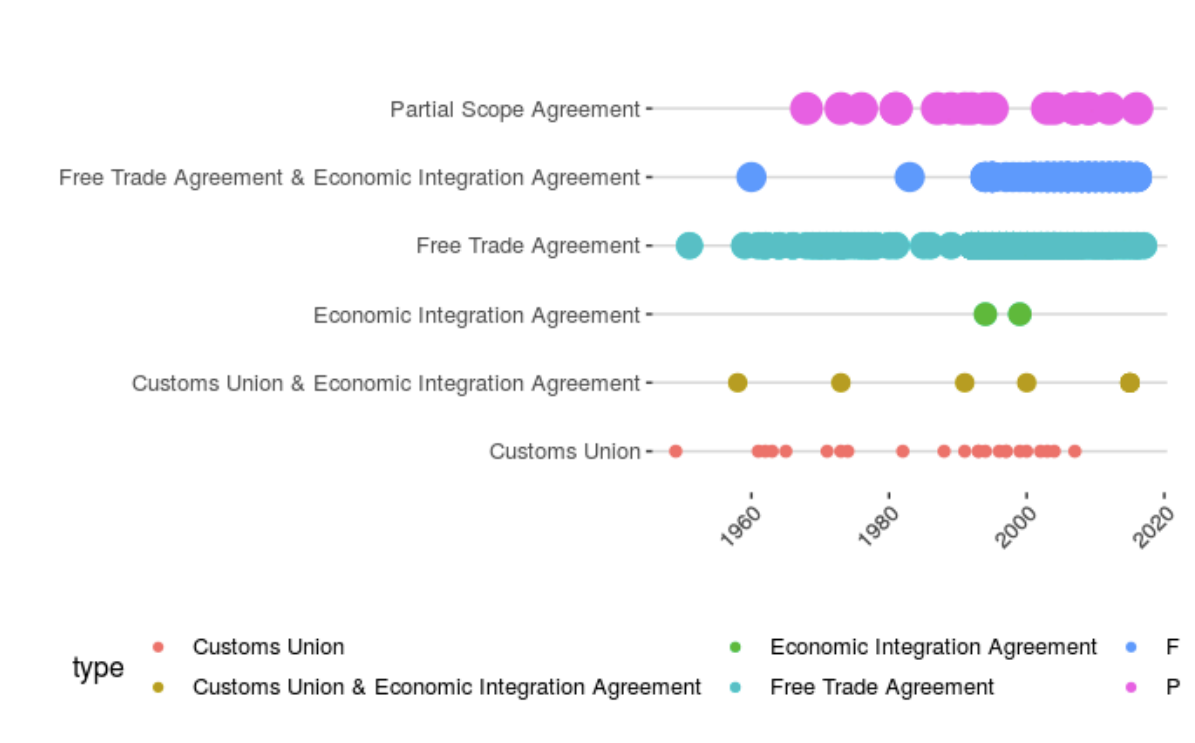 Partial Scope Agreement
Free Trade Agreement & Economic Integration Agreement
Free Trade Agreement
Economic Integration Agreement
Customs Union & Economic Integration Agreement
Customs Union
1960 1980 2000 2020
type
Customs Union
Economic Integration Agreement
F
Customs Union & Economic Integration Agreement
Free Trade Agreement
P